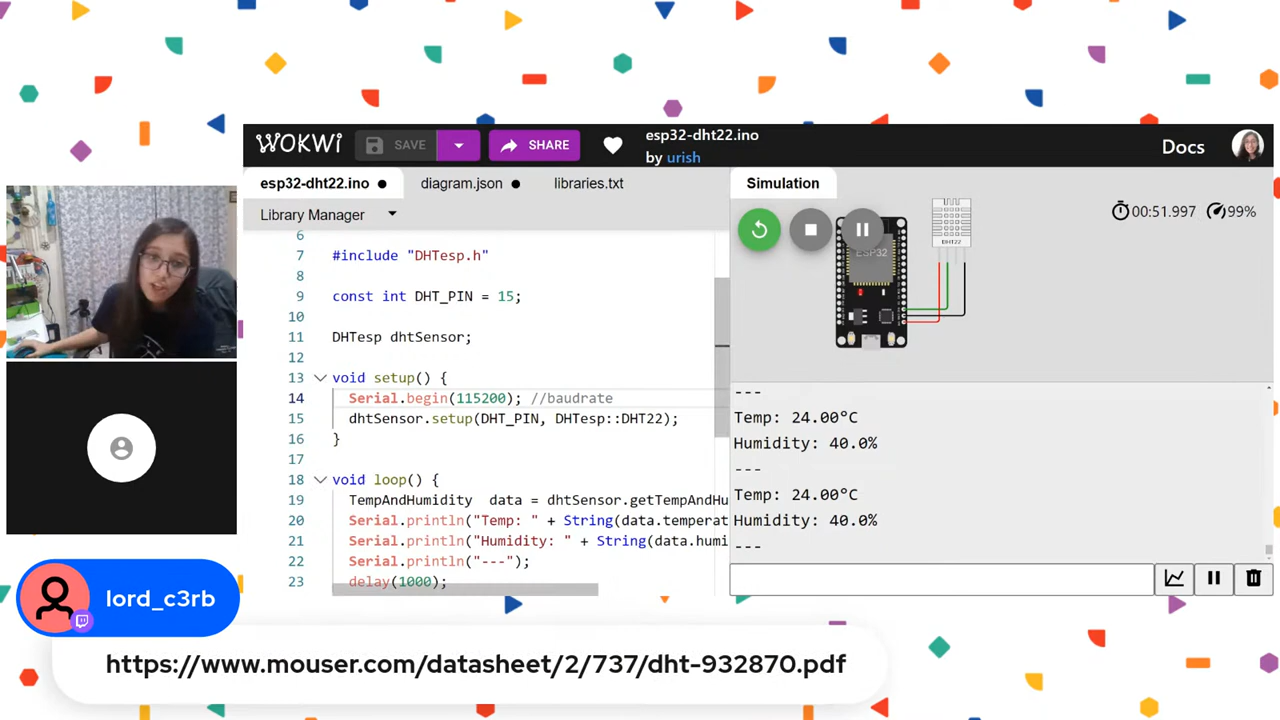 WOKWI
SAVE
SHARE
esp32-dht22.ino
by urish
Docs
esp32-dht22.ino
diagram.json
libraries.txt
Simulation
Library Manager
6
7 #include "DHTesp.h"
8
9 const int DHT_PIN = 15;
10
11 DHTesp dhtSensor;
12
13 void setup() {
14 Serial.begin(115200); //baudrate
15 dhtSensor.setup(DHT_PIN, DHTesp::DHT22);
16 }
17
18 void loop() {
19 TempAndHumidity data = dhtSensor.getTempAndHu
20 Serial.println("Temp: " + String(data.temperat
21 Serial.println("Humidity: " + String(data.humi
22 Serial.println("---");
23 delay(1000);
ESP32
DHT22
00:51.997
99%
---
Temp: 24.00°C
Humidity: 40.0%
---
Temp: 24.00°C
Humidity: 40.0%
---
lord_c3rb
https://www.mouser.com/datasheet/2/737/dht-932870.pdf